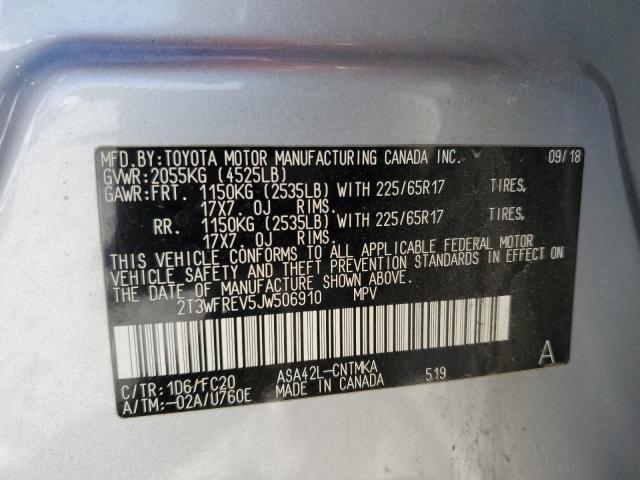 MFD.BY:TOYOTA MOTOR MANUFACTURING CANADA INC. 09/18
GVWR:2055KG (4525LB)
GAWR:FRT. 1150KG (2535LB) WITH 225/65R17 TIRES,
17X7.0J RIMS.
RR. 1150KG (2535LB) WITH 225/65R17 TIRES,
17X7.0J RIMS.
THIS VEHICLE CONFORMS TO ALL APPLICABLE FEDERAL MOTOR
VEHICLE SAFETY AND THEFT PREVENTION STANDARDS IN EFFECT ON
THE DATE OF MANUFACTURE SHOWN ABOVE.
2T3WFREV5JW506910 MPV
C/TR:1D6/FC20 ASA42L-CNTMKA 519 A
A/TM:-02A/U760E MADE IN CANADA